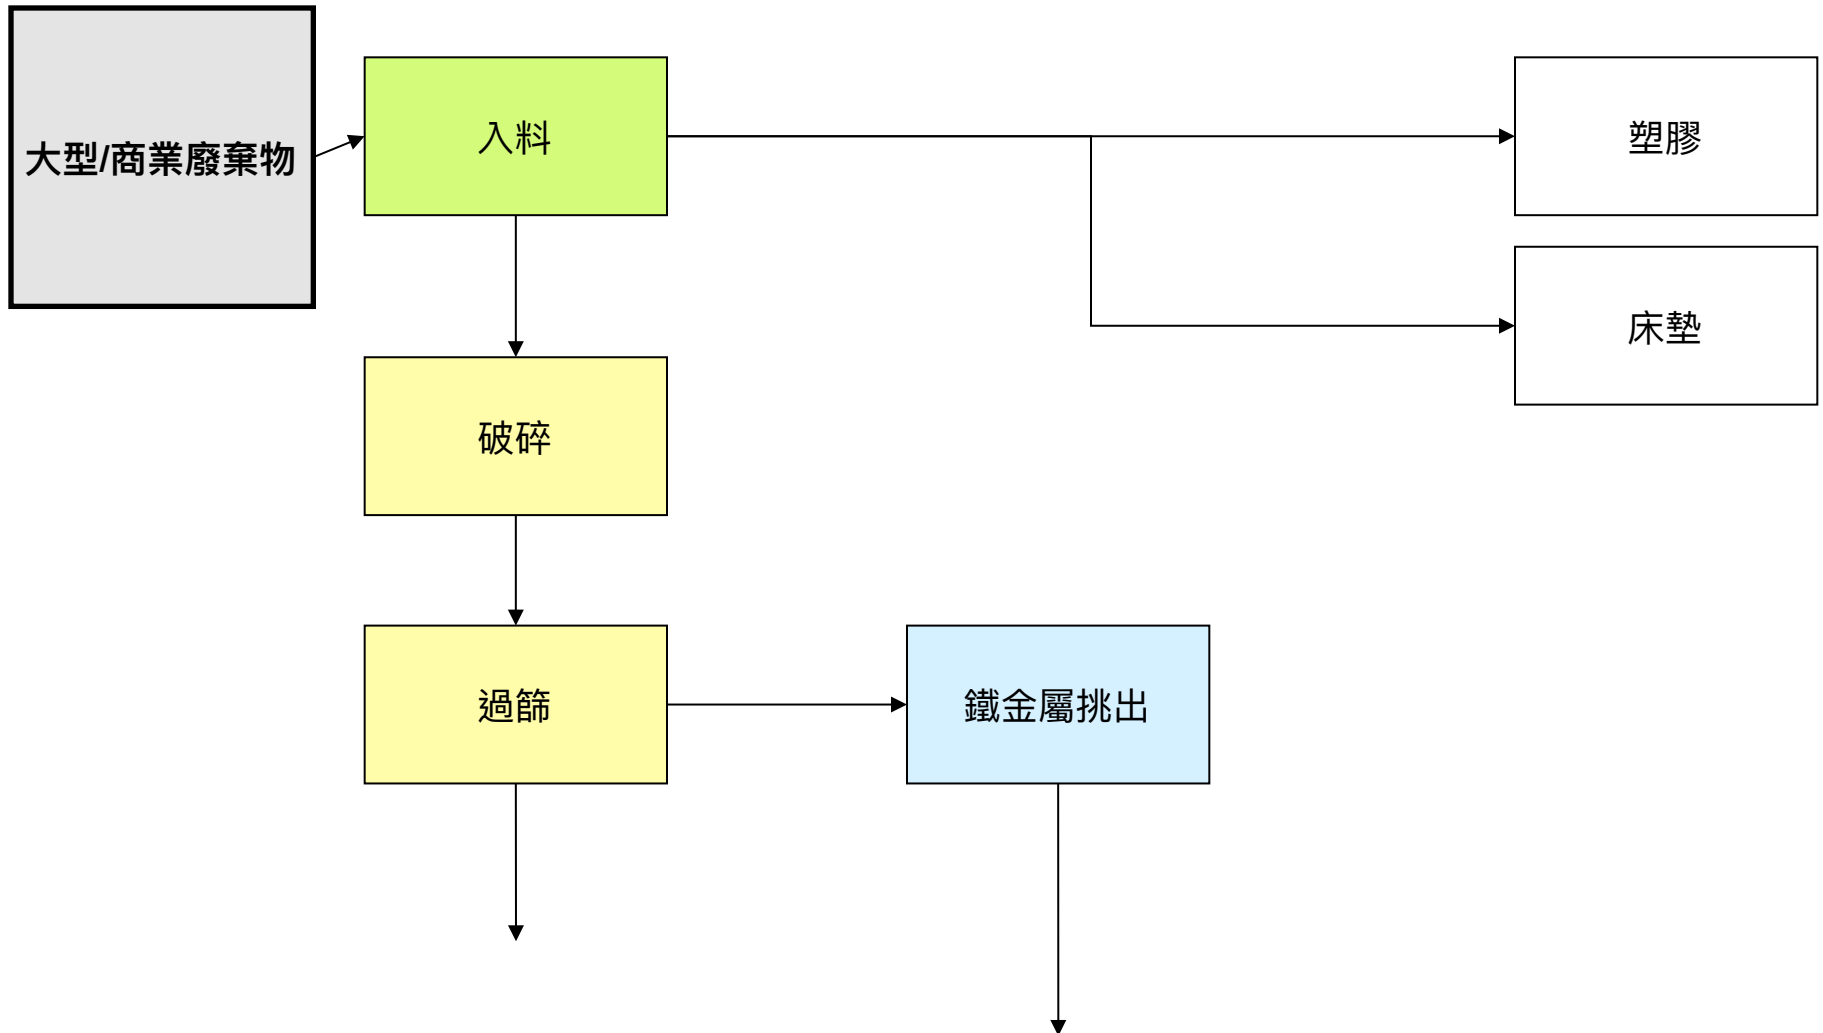 大型/商業廢棄物
入料
塑膠
床墊
破碎
過篩
鐵金屬挑出